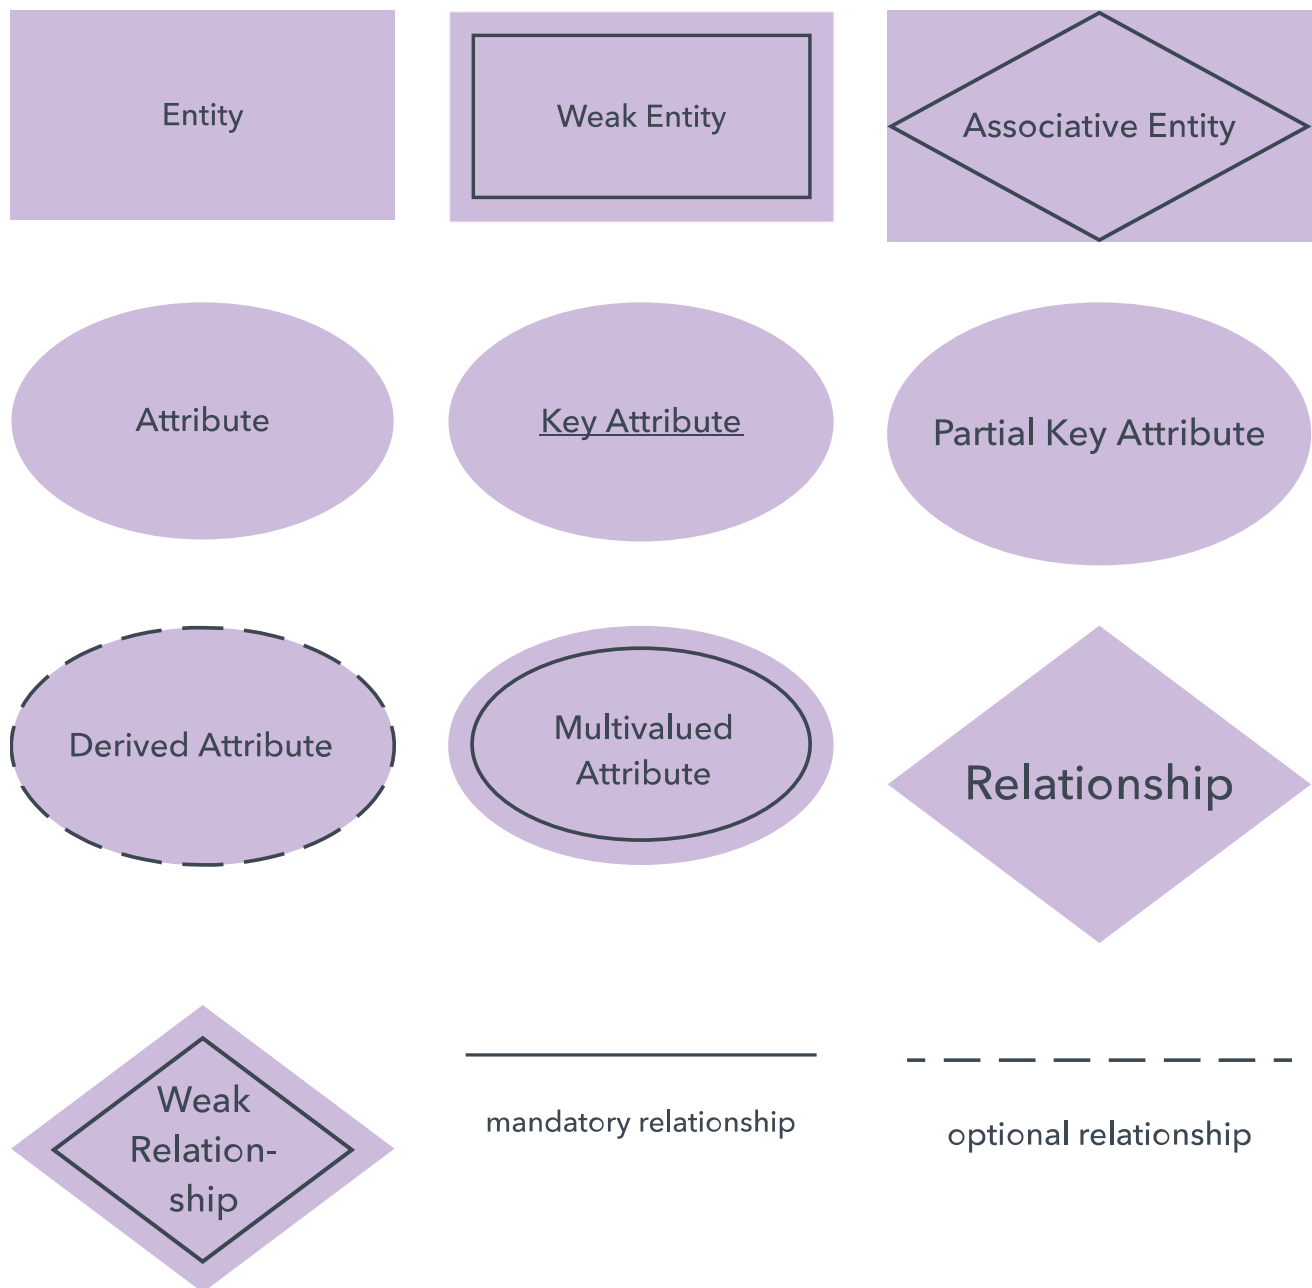 Entity
Weak Entity
Associative Entity
Attribute
Key Attribute
Partial Key Attribute
Derived Attribute
Multivalued
Attribute
Relationship
Weak
Relation-
ship
mandatory relationship
optional relationship